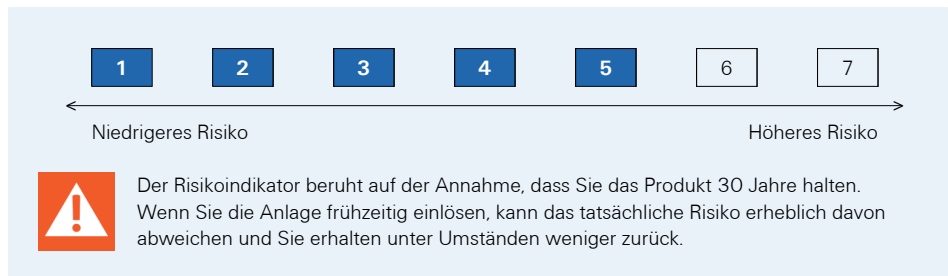 1 2 3 4 5 6 7
Niedrigeres Risiko Höheres Risiko
Der Risikoindikator beruht auf der Annahme, dass Sie das Produkt 30 Jahre halten.
Wenn Sie die Anlage frühzeitig einlösen, kann das tatsächliche Risiko erheblich davon
abweichen und Sie erhalten unter Umständen weniger zurück.